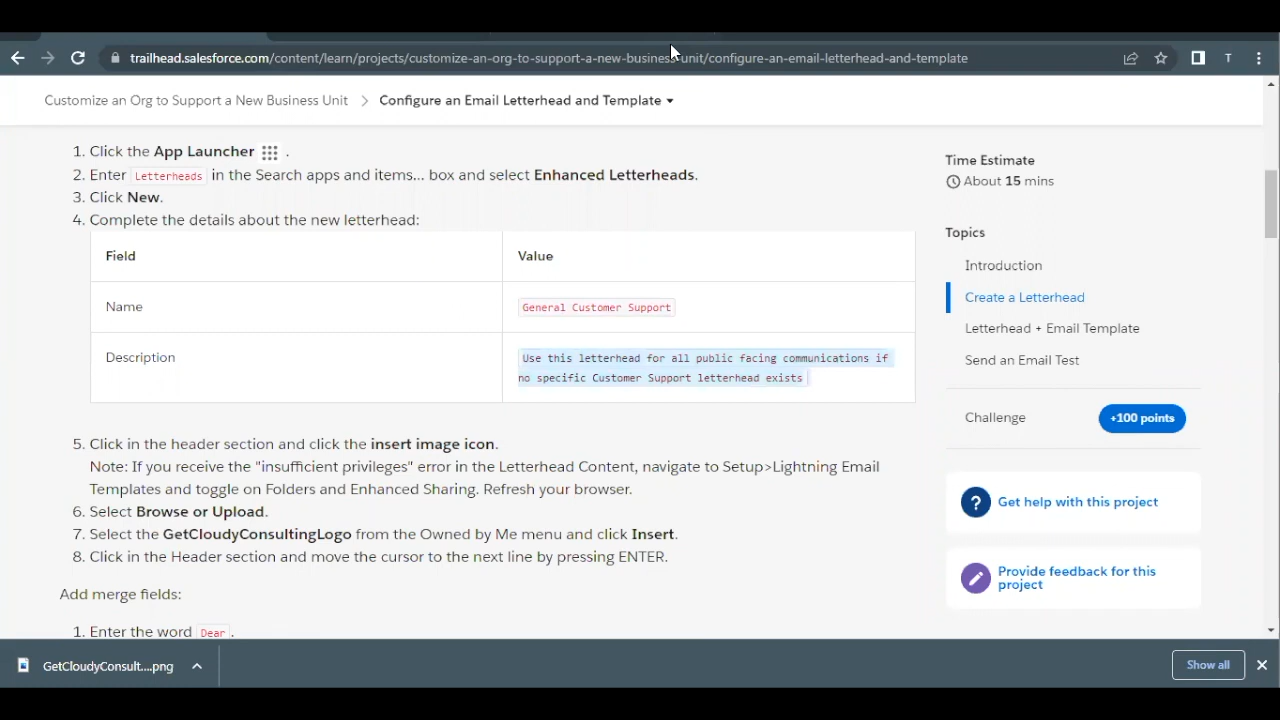 trailhead.salesforce.com/content/learn/projects/customize-an-org-to-support-a-new-business-unit/configure-an-email-letterhead-and-template
T
Customize an Org to Support a New Business Unit > Configure an Email Letterhead and Template
1. Click the App Launcher .
2. Enter Letterheads in the Search apps and items... box and select Enhanced Letterheads.
3. Click New.
4. Complete the details about the new letterhead:
Field Value
Name General Customer Support
Description Use this letterhead for all public facing communications if
no specific Customer Support letterhead exists
5. Click in the header section and click the insert image icon.
Note: If you receive the "insufficient privileges" error in the Letterhead Content, navigate to Setup>Lightning Email
Templates and toggle on Folders and Enhanced Sharing. Refresh your browser.
6. Select Browse or Upload.
7. Select the GetCloudyConsultingLogo from the Owned by Me menu and click Insert.
8. Click in the Header section and move the cursor to the next line by pressing ENTER.
Add merge fields:
1. Enter the word Dear.
Time Estimate
About 15 mins
Topics
Introduction
Create a Letterhead
Letterhead + Email Template
Send an Email Test
Challenge +100 points
? Get help with this project
Provide feedback for this
project
GetCloudyConsult....png
Show all